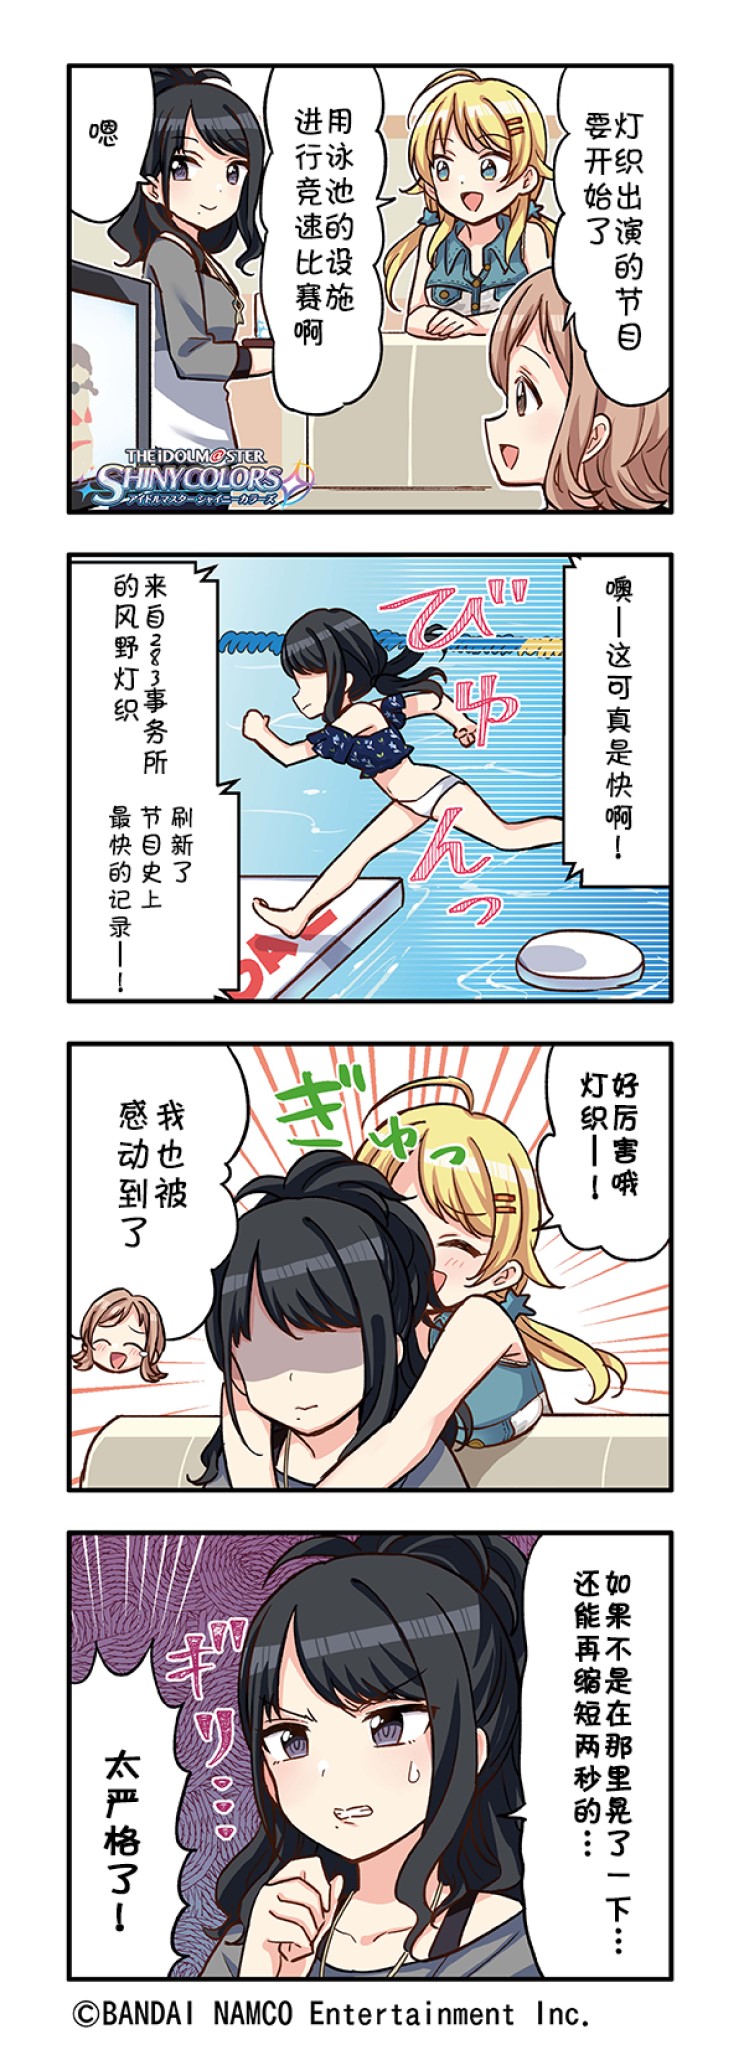 灯织出演的节目
要开始了
用泳池的设施
进行竞速比赛啊
嗯
THE iDOLM@STER
SHINYCOLORS
アイドルマスター シャイニーカラーズ
噢ー这可真是快啊！
びゅんっ
来自283事务所
的风野灯织
刷新了
节目史上
最快的记录ー！
GOAL
好厉害哦
灯织ー！
ぎゅっ
我也被
感动到了
如果不是在那里晃了一下…
还能再缩短两秒的…
ギリ…
太严格了！
©BANDAI NAMCO Entertainment Inc.